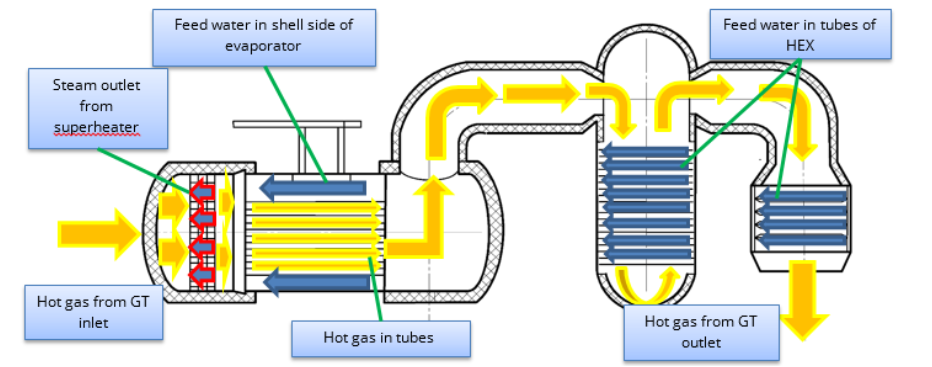 Feed water in shell side of
evaporator
Feed water in tubes of
HEX
Steam outlet
from
superheater
Hot gas from GT
inlet
Hot gas in tubes
Hot gas from GT
outlet